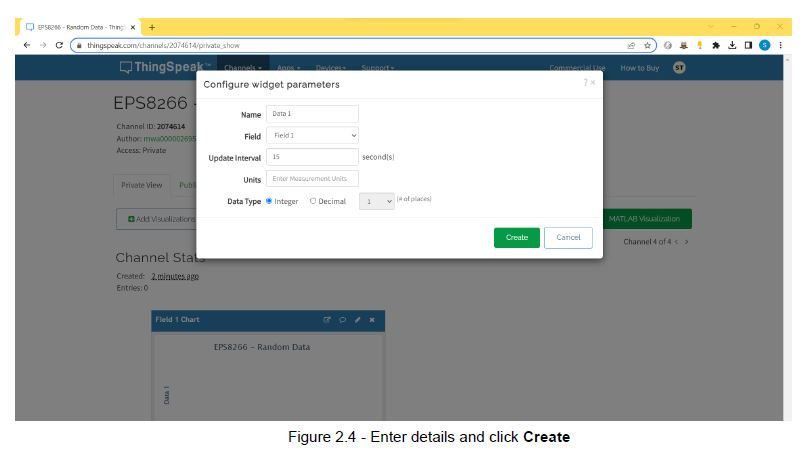 EPS8266 - Random Data - Thing
thingspeak.com/channels/2074614/private_show
ThingSpeak™ Channels Apps Devices Support Commercial Use How to Buy ST
Configure widget parameters ? ×
Name Data 1
Field Field 1
Update Interval 15 second(s)
Units Enter Measurement Units
Data Type Integer Decimal 1 (# of places)
Create Cancel
EPS8266 -
Channel ID: 2074614
Author: mwa000002695
Access: Private
Private View Publi
Add Visualizations MATLAB Visualization
Channel 4 of 4 < >
Channel Stats
Created: 2 minutes ago
Entries: 0
Field 1 Chart
EPS8266 – Random Data
Data 1
Figure 2.4 - Enter details and click Create